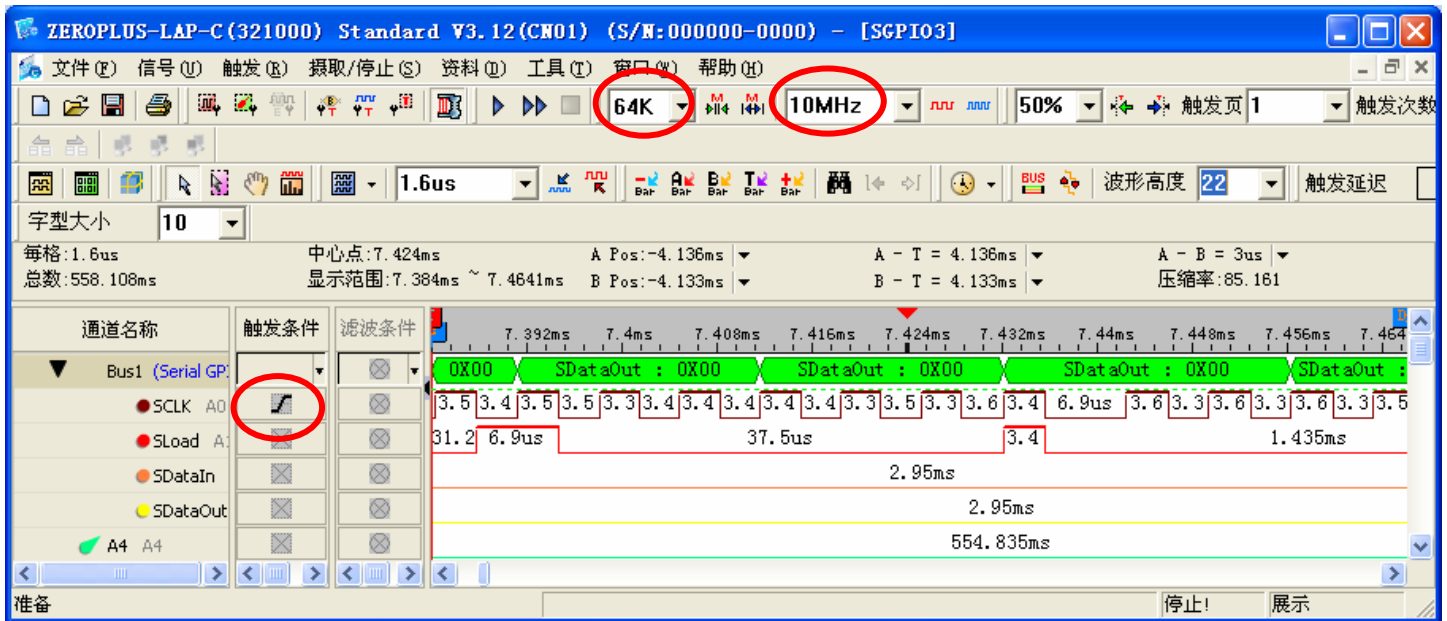 ZEROPLUS-LAP-C(321000) Standard V3.12(CN01) (S/N:000000-0000) - [SGPIO3]
文件(F) 信号(U) 触发(R) 摄取/停止(S) 资料(D) 工具(T) 窗口(W) 帮助(H)
64K 10MHz 50% 触发页 1 触发次数
1.6us Bar Bar Bar Bar Bar BUS 波形高度 22 触发延迟
字型大小 10
每格:1.6us 中心点:7.424ms A Pos:-4.136ms A - T = 4.136ms A - B = 3us
总数:558.108ms 显示范围:7.384ms ~ 7.4641ms B Pos:-4.133ms B - T = 4.133ms 压缩率:85.161
通道名称 触发条件 滤波条件 7.392ms 7.4ms 7.408ms 7.416ms 7.424ms 7.432ms 7.44ms 7.448ms 7.456ms 7.464
Bus1 (Serial GP: 0X00 SDataOut : 0X00 SDataOut : 0X00 SDataOut : 0X00 SDataOut :
SCLK A0 3.5 3.4 3.5 3.5 3.3 3.4 3.4 3.4 3.4 3.4 3.4 3.3 3.5 3.3 3.6 3.4 6.9us 3.6 3.3 3.6 3.3 3.6 3.3 3.5
SLoad A1 31.2 6.9us 37.5us 3.4 1.435ms
SDataIn 2.95ms
SDataOut 2.95ms
A4 A4 554.835ms
准备 停止! 展示